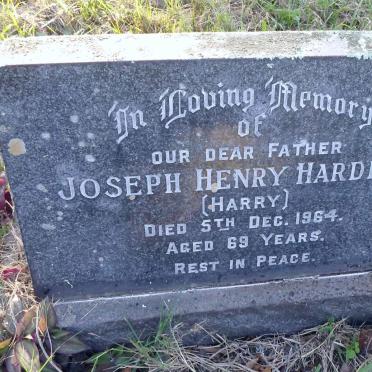 In Loving Memory
of
OUR DEAR FATHER
JOSEPH HENRY
(HARRY)
DIED 5TH DEC. 1964.
AGED 69 YEARS.
REST IN PEACE.